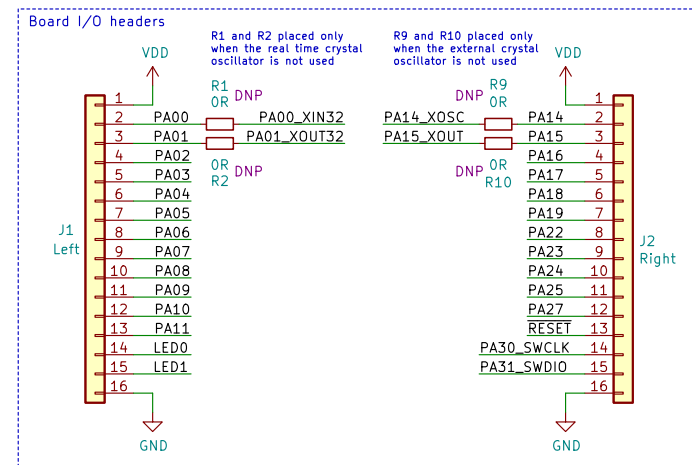 Board I/O headers
R1 and R2 placed only
when the real time crystal
oscillator is not used
R9 and R10 placed only
when the external crystal
oscillator is not used
VDD
R1
0R
DNP
PA00_XIN32
PA01_XOUT32
0R
R2
DNP
1
2 PA00
3 PA01
4 PA02
5 PA03
6 PA04
7 PA05
8 PA06
9 PA07
10 PA08
11 PA09
12 PA10
13 PA11
14 LED0
15 LED1
16
J1
Left
GND
VDD
DNP
R9
0R
PA14_XOSC
PA15_XOUT
DNP
0R
R10
1
PA14 2
PA15 3
PA16 4
PA17 5
PA18 6
PA19 7
PA22 8
PA23 9
PA24 10
PA25 11
PA27 12
RESET 13
PA30_SWCLK 14
PA31_SWDIO 15
16
J2
Right
GND